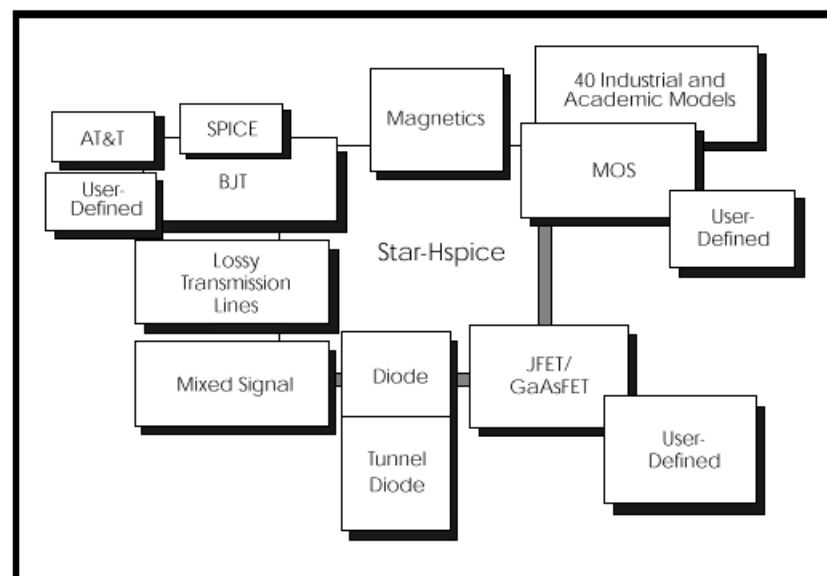 40 Industrial and
Academic Models
Magnetics
SPICE
AT&T
BJT
MOS
User-
Defined
User-
Defined
Star-Hspice
Lossy
Transmission
Lines
JFET/
GaAsFET
Diode
Mixed Signal
User-
Defined
Tunnel
Diode